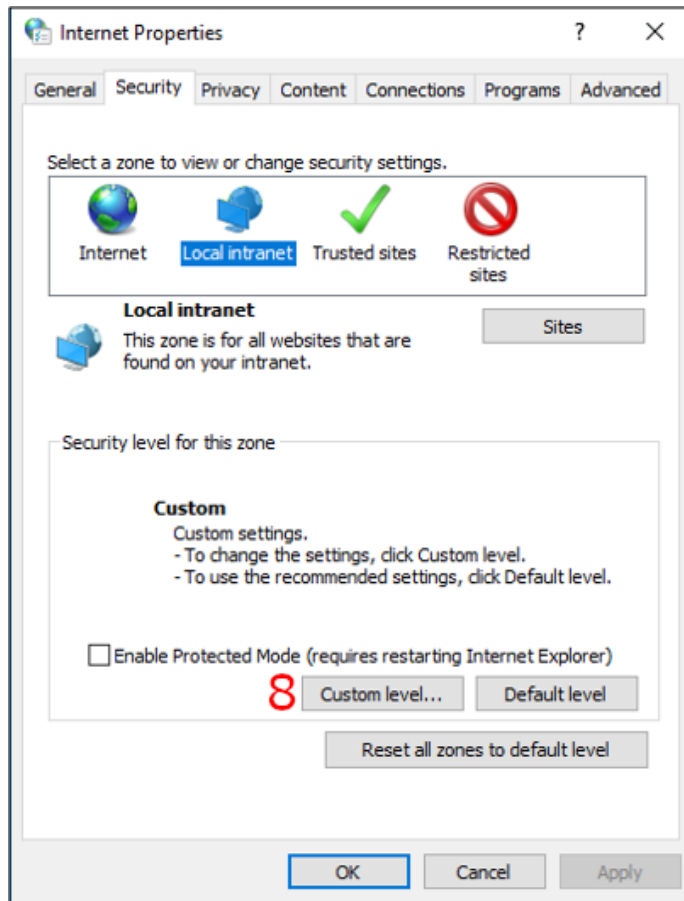 Internet Properties
?
General Security Privacy Content Connections Programs Advanced
Select a zone to view or change security settings.
Internet Local intranet Trusted sites Restricted
sites
Local intranet
Sites
This zone is for all websites that are
found on your intranet.
Security level for this zone
Custom
Custom settings.
- To change the settings, click Custom level.
- To use the recommended settings, click Default level.
Enable Protected Mode (requires restarting Internet Explorer)
8 Custom level... Default level
Reset all zones to default level
OK Cancel Apply